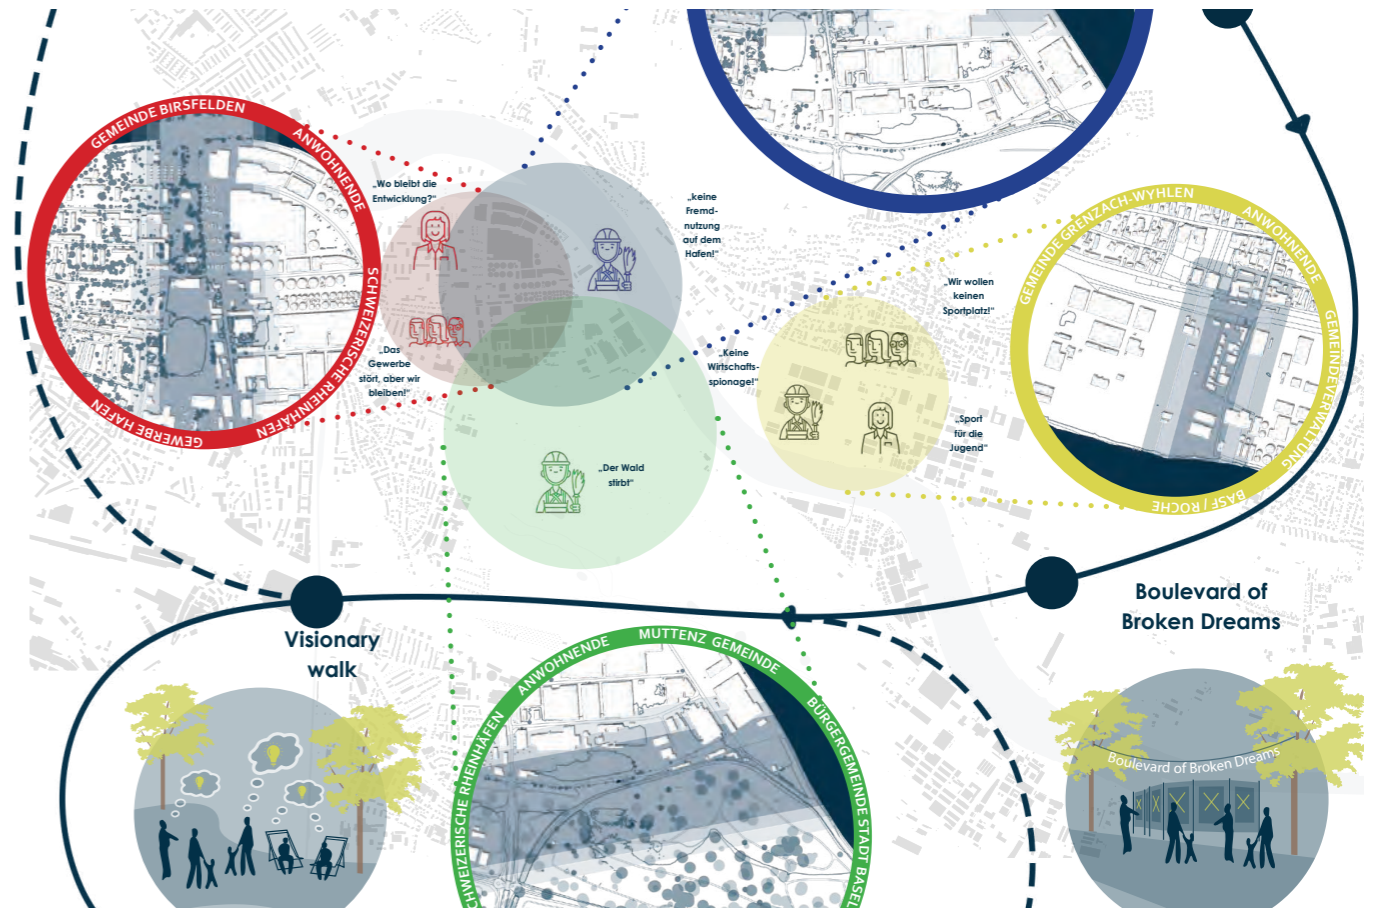 GEMEINDE BIRSFELDEN
ANWOHNENDE
SCHWEIZERISCHE RHEINHÄFEN
GEWERBE HAFEN
„Wo bleibt die
Entwicklung?“
„Das
Gewerbe
stört, aber wir
bleiben!“
„keine
Fremd-
nutzung
auf dem
Hafen!“
„Keine
Wirtschafts-
spionage!“
„Wir wollen
keinen
Sportplatz!“
„Sport
für die
Jugend“
„Der Wald
stirbt“
GEMEINDE GRENZACH-WYHLEN
ANWOHNENDE
GEMEINDEVERWALTUNG
BASF / ROCHE
Boulevard of
Broken Dreams
Visionary
walk
CHWEIZERISCHE RHEINHÄFEN
ANWOHNENDE
MUTTENZ GEMEINDE
BÜRGERGEMEINDE STADT BASEL
Boulevard of Broken Dreams